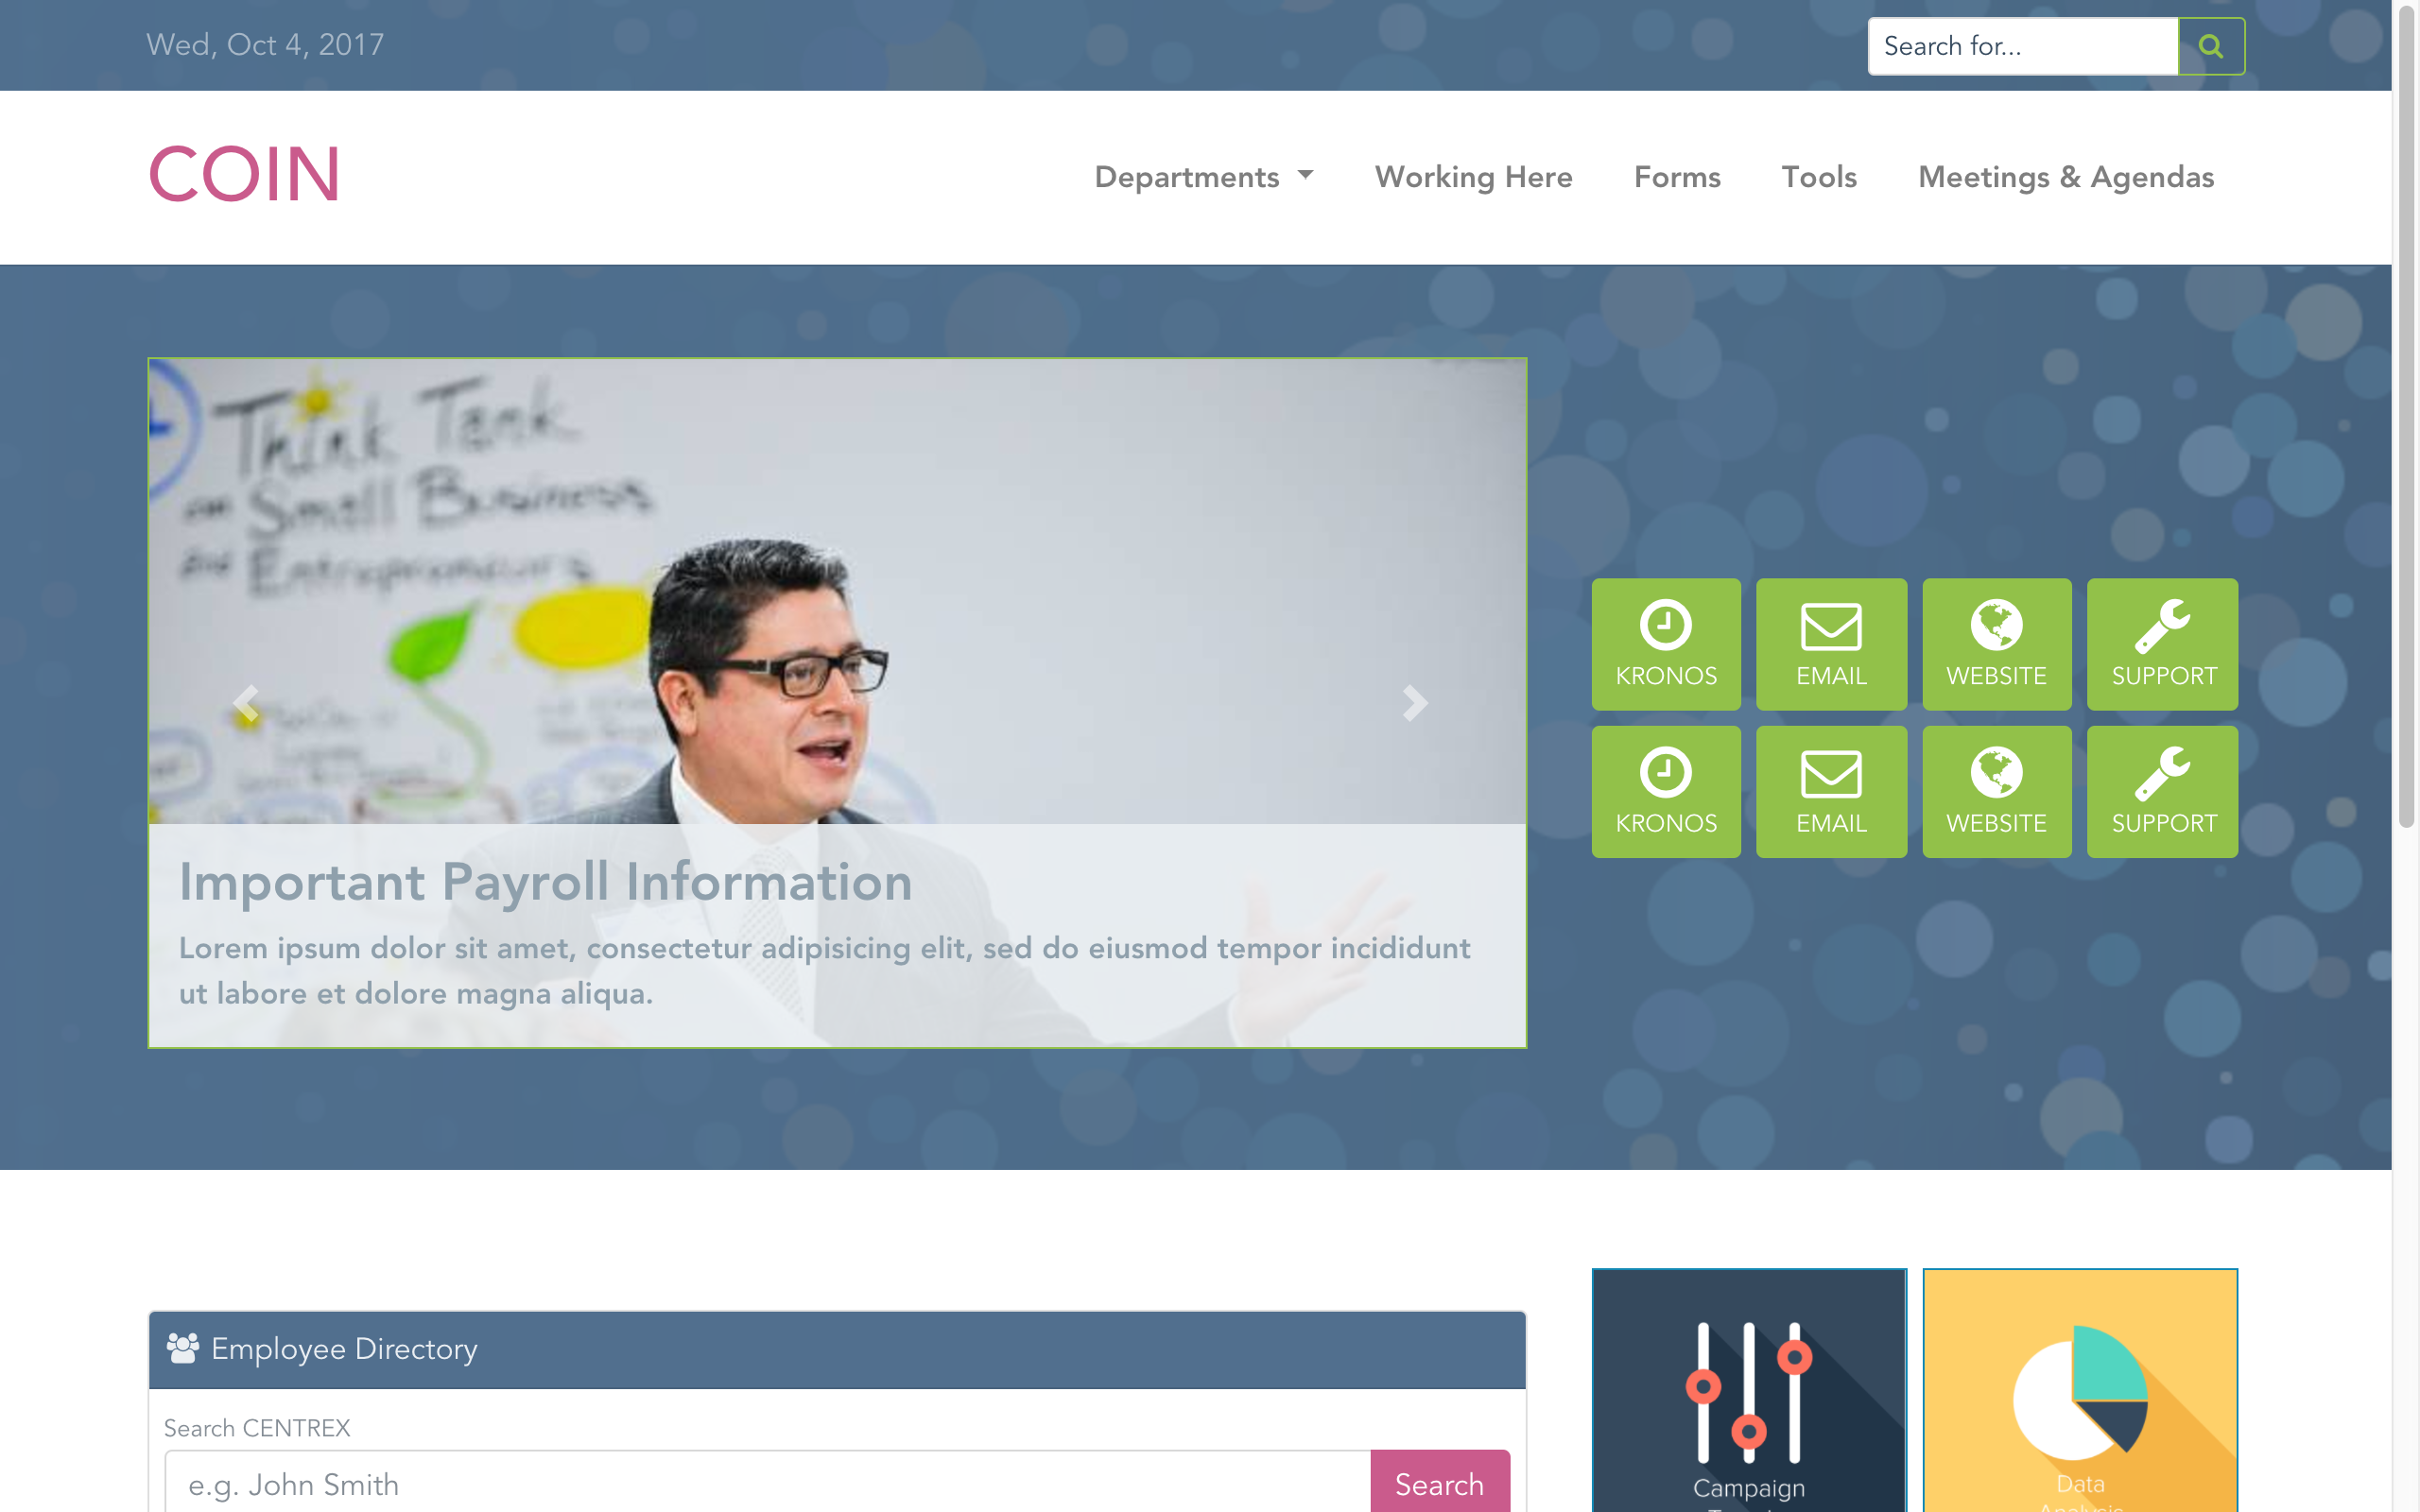 Wed, Oct 4, 2017
Search for...
COIN
Departments
Working Here
Forms
Tools
Meetings & Agendas
Think Tank
on Small Business
and Entrepreneurs
KRONOS
EMAIL
WEBSITE
SUPPORT
KRONOS
EMAIL
WEBSITE
SUPPORT
Important Payroll Information
Lorem ipsum dolor sit amet, consectetur adipisicing elit, sed do eiusmod tempor incididunt
ut labore et dolore magna aliqua.
Employee Directory
Search CENTREX
e.g. John Smith
Search
Campaign
Data
Analysis